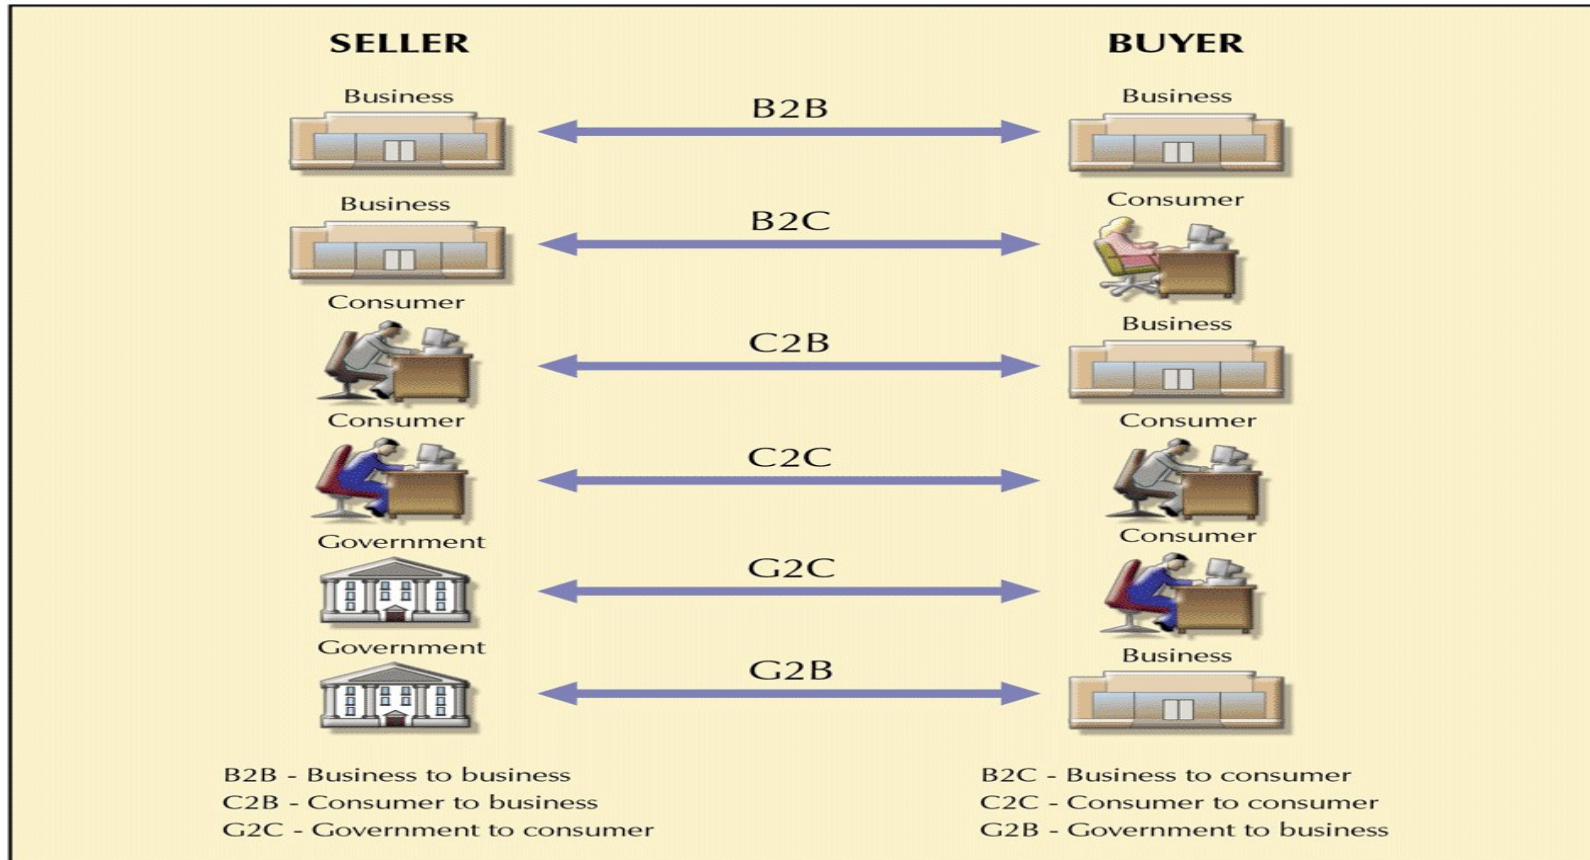 SELLER BUYER
Business B2B Business
Business B2C Consumer
Consumer C2B Business
Consumer C2C Consumer
Government G2C Consumer
Government G2B Business
B2B - Business to business B2C - Business to consumer
C2B - Consumer to business C2C - Consumer to consumer
G2C - Government to consumer G2B - Government to business